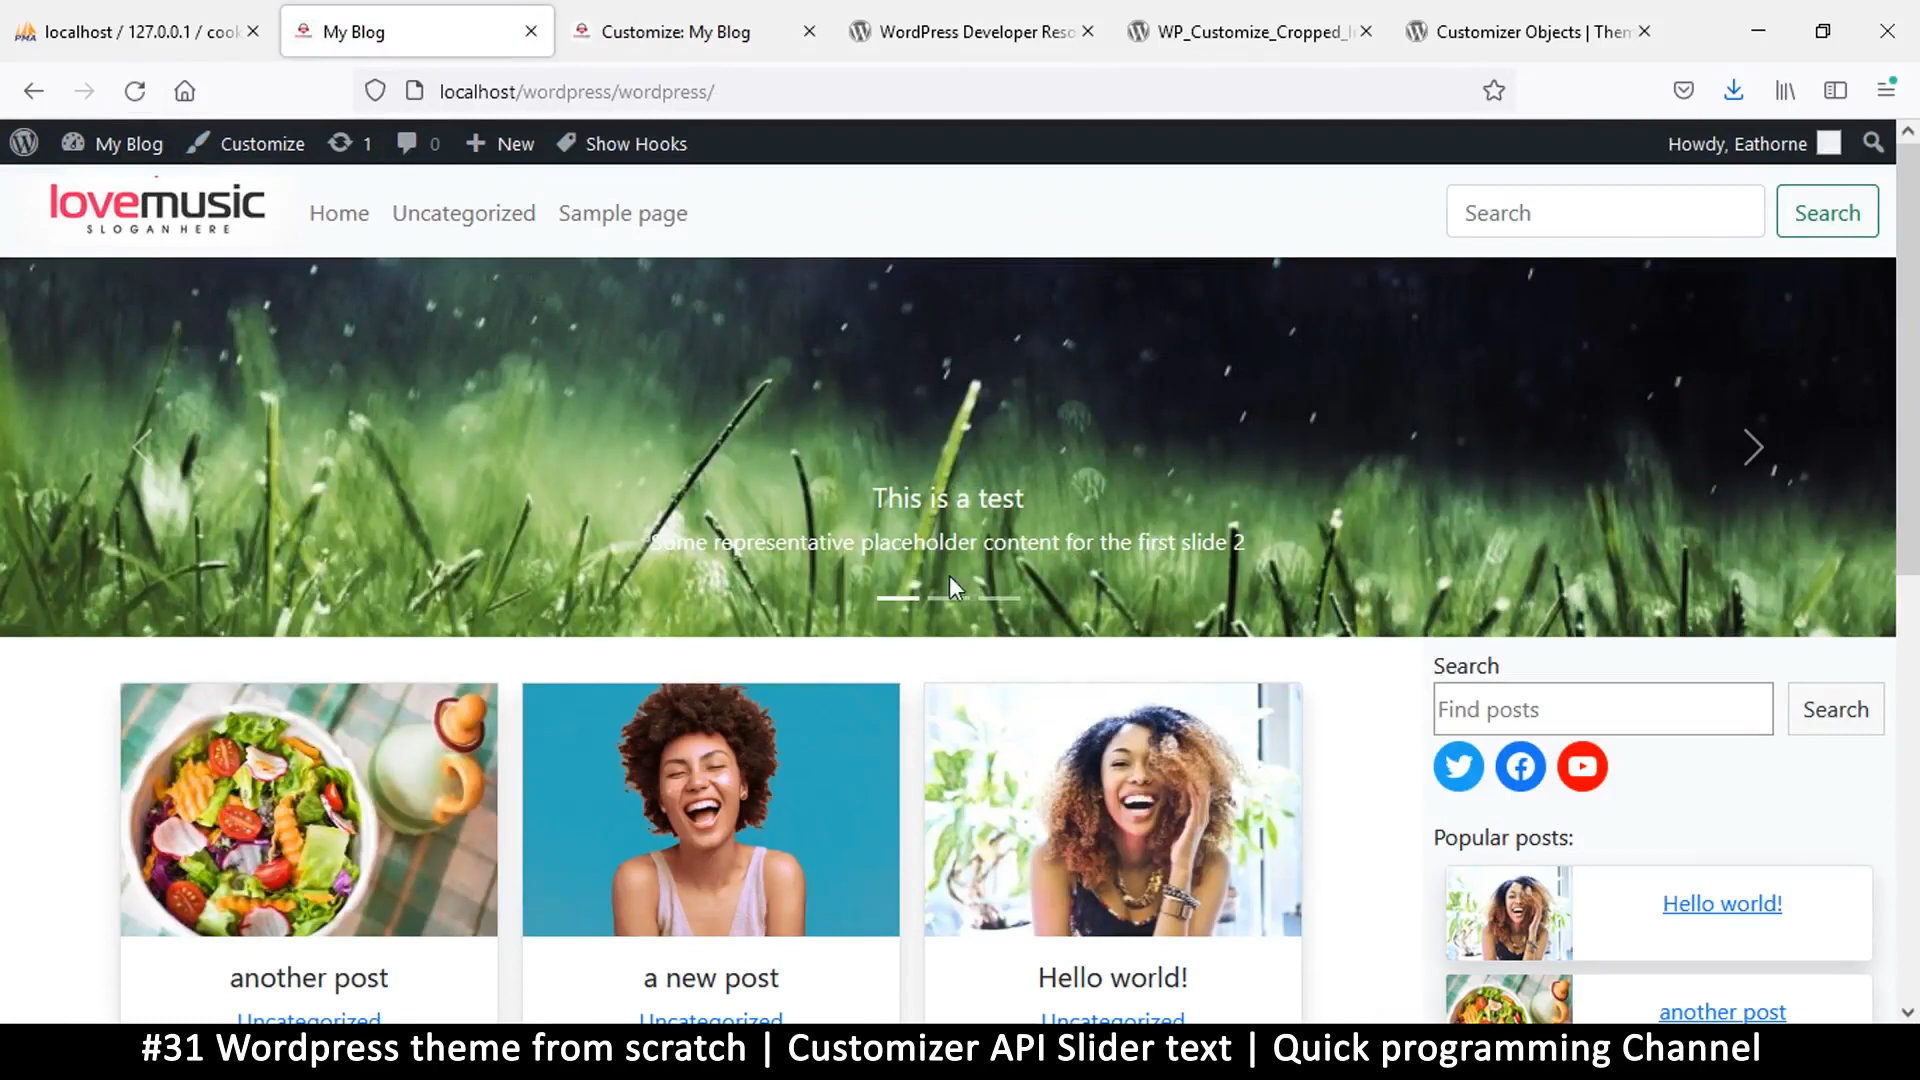 localhost / 127.0.0.1 / cook
My Blog
Customize: My Blog
WordPress Developer Reso
WP_Customize_Cropped_I
Customizer Objects | Them
localhost/wordpress/wordpress/
My Blog
Customize
1
0
New
Show Hooks
Howdy, Eathorne
lovemusic
SLOGAN HERE
Home
Uncategorized
Sample page
Search
Search
This is a test
Some representative placeholder content for the first slide 2
Search
Find posts
Search
Popular posts:
Hello world!
another post
another post
a new post
Hello world!
Uncategorized
Uncategorized
Uncategorized
#31 Wordpress theme from scratch | Customizer API Slider text | Quick programming Channel